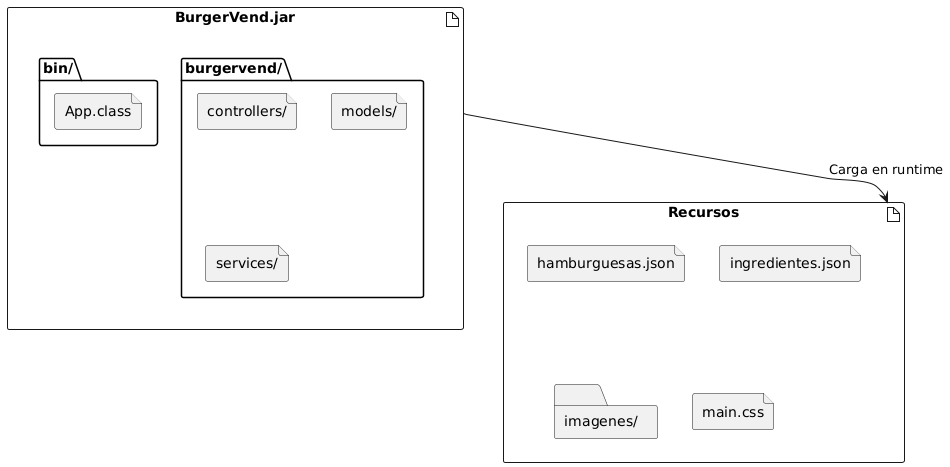 BurgerVend.jar
bin/
App.class
burgervend/
controllers/
models/
services/
Carga en runtime
Recursos
hamburguesas.json
ingredientes.json
imagenes/
main.css